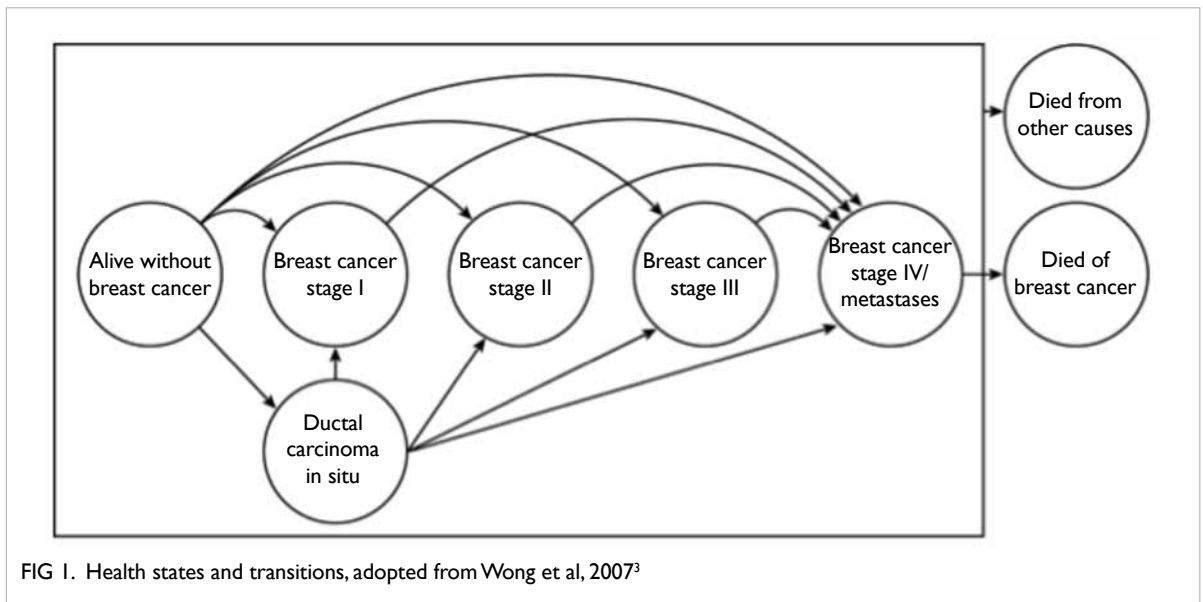 Died from
other causes
Alive without
breast cancer
Breast cancer
stage I
Breast cancer
stage II
Breast cancer
stage III
Breast cancer
stage IV/
metastases
Died of
breast cancer
Ductal
carcinoma
in situ
FIG 1. Health states and transitions, adopted from Wong et al, 2007³